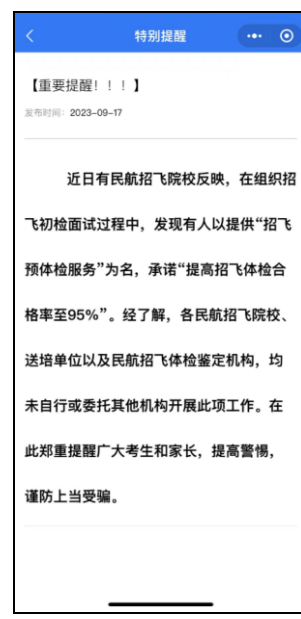 特别提醒
【重要提醒！！！】
发布时间：2023-09-17
近日有民航招飞院校反映，在组织招
飞初检面试过程中，发现有人以提供“招飞
预体检服务”为名，承诺“提高招飞体检合
格率至95%”。经了解，各民航招飞院校、
送培单位以及民航招飞体检鉴定机构，均
未自行或委托其他机构开展此项工作。在
此郑重提醒广大考生和家长，提高警惕，
谨防上当受骗。